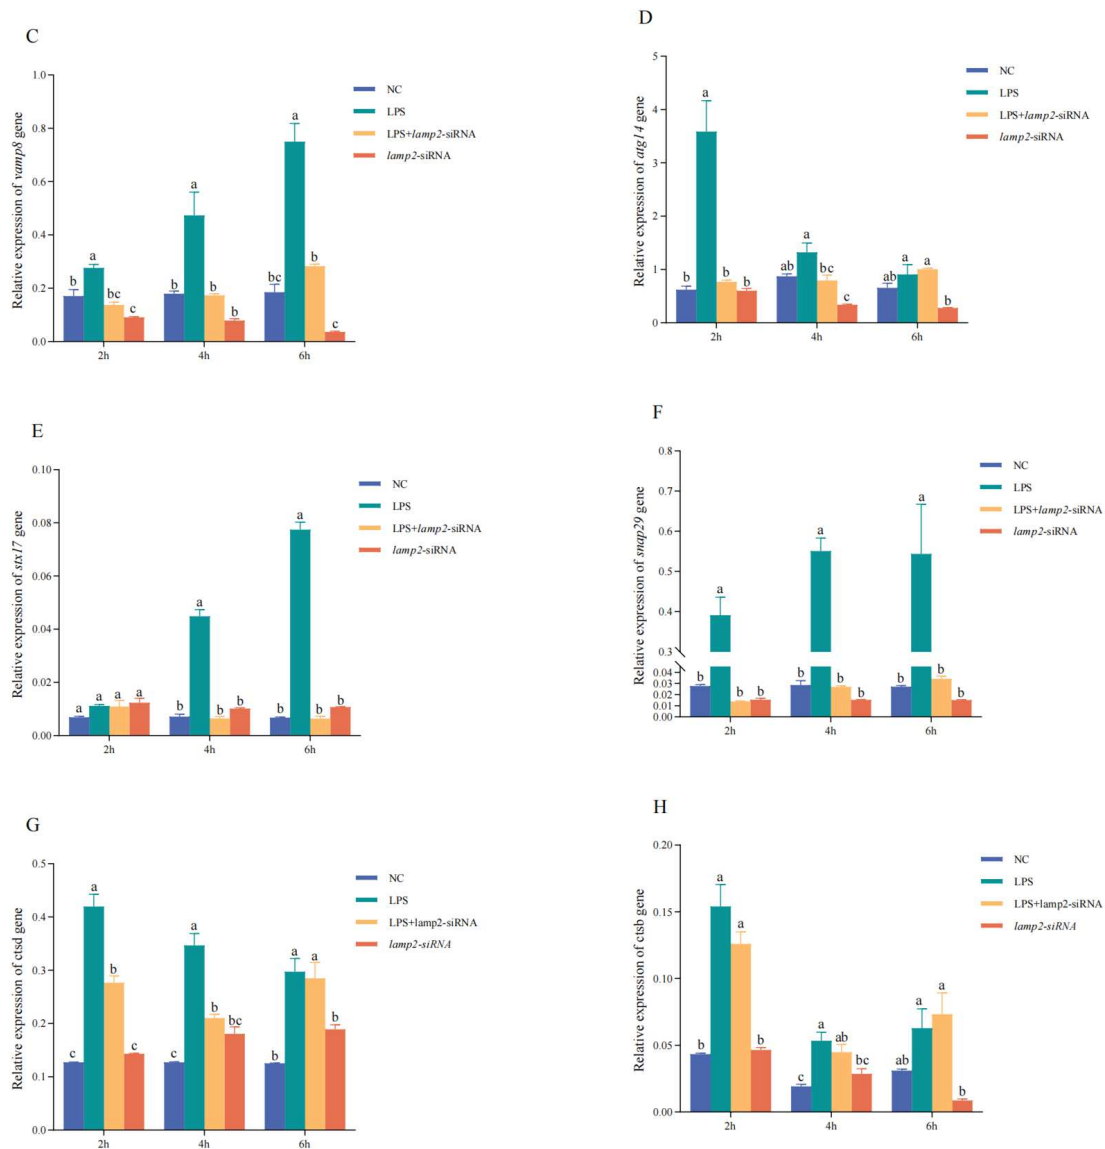 C
Relative expression of vamp8 gene
1.0
0.8
0.6
0.4
0.2
0.0
b
a
bc
c
b
a
b
b
bc
a
b
c
2h
4h
6h
NC
LPS
LPS+lamp2-siRNA
lamp2-siRNA
D
Relative expression of atg14 gene
5
4
3
2
1
0
b
a
b
b
ab
a
bc
c
ab
a
a
b
2h
4h
6h
NC
LPS
LPS+lamp2-siRNA
lamp2-siRNA
E
Relative expression of stx17 gene
0.10
0.08
0.06
0.04
0.02
0.00
a
a
a
a
b
a
b
b
b
a
b
b
2h
4h
6h
NC
LPS
LPS+lamp2-siRNA
lamp2-siRNA
F
Relative expression of snap29 gene
0.8
0.7
0.6
0.5
0.4
0.3
0.04
0.03
0.02
0.01
0.00
b
a
b
b
b
a
b
b
b
a
b
b
2h
4h
6h
NC
LPS
LPS+lamp2-siRNA
lamp2-siRNA
G
Relative expression of ctsd gene
0.5
0.4
0.3
0.2
0.1
0.0
c
a
b
c
c
a
b
bc
b
a
a
b
2h
4h
6h
NC
LPS
LPS+lamp2-siRNA
lamp2-siRNA
H
Relative expression of ctsb gene
0.20
0.15
0.10
0.05
0.00
b
a
a
b
c
a
ab
bc
ab
a
a
b
2h
4h
6h
NC
LPS
LPS+lamp2-siRNA
lamp2-siRNA